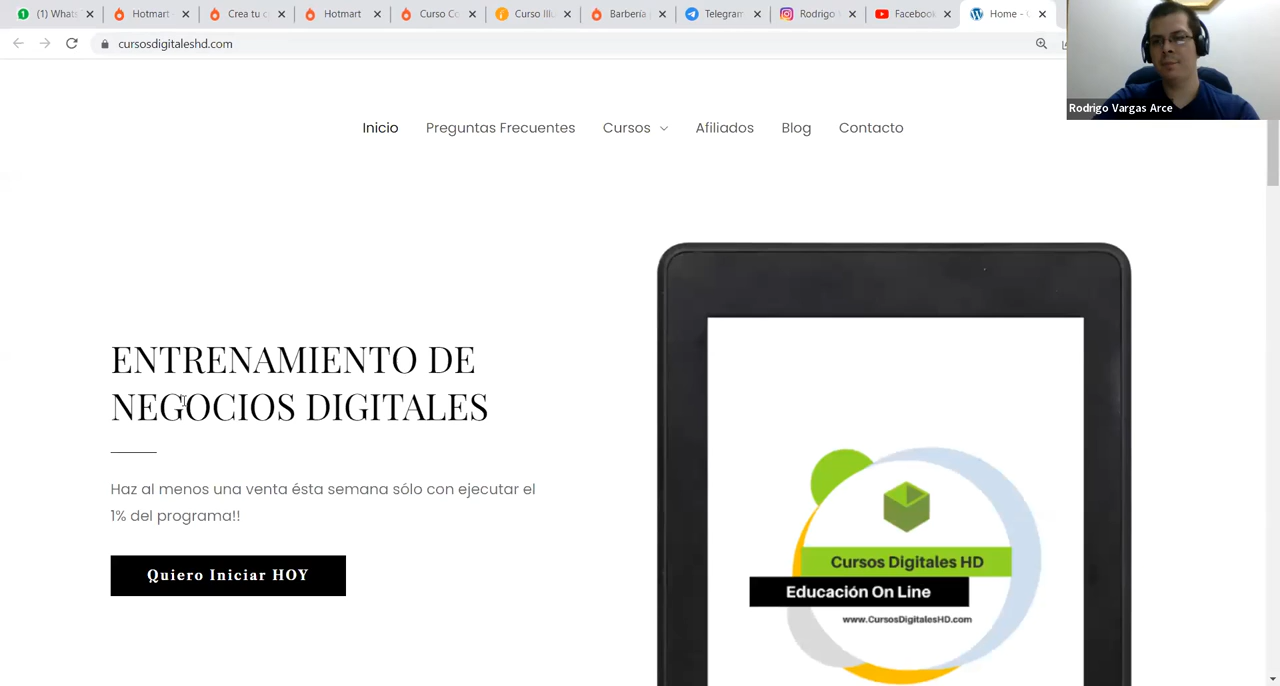 (1) Whats
Hotmart
Crea tu c
Hotmart
Curso Co
Curso Illu
Barbería
Telegram
Rodrigo V
Facebook
Home - C
cursosdigitaleshd.com
Rodrigo Vargas Arce
Inicio
Preguntas Frecuentes
Cursos
Afiliados
Blog
Contacto
ENTRENAMIENTO DE
NEGOCIOS DIGITALES
Haz al menos una venta ésta semana sólo con ejecutar el
1% del programa!!
Quiero Iniciar HOY
Cursos Digitales HD
Educación On Line
www.CursosDigitalesHD.com